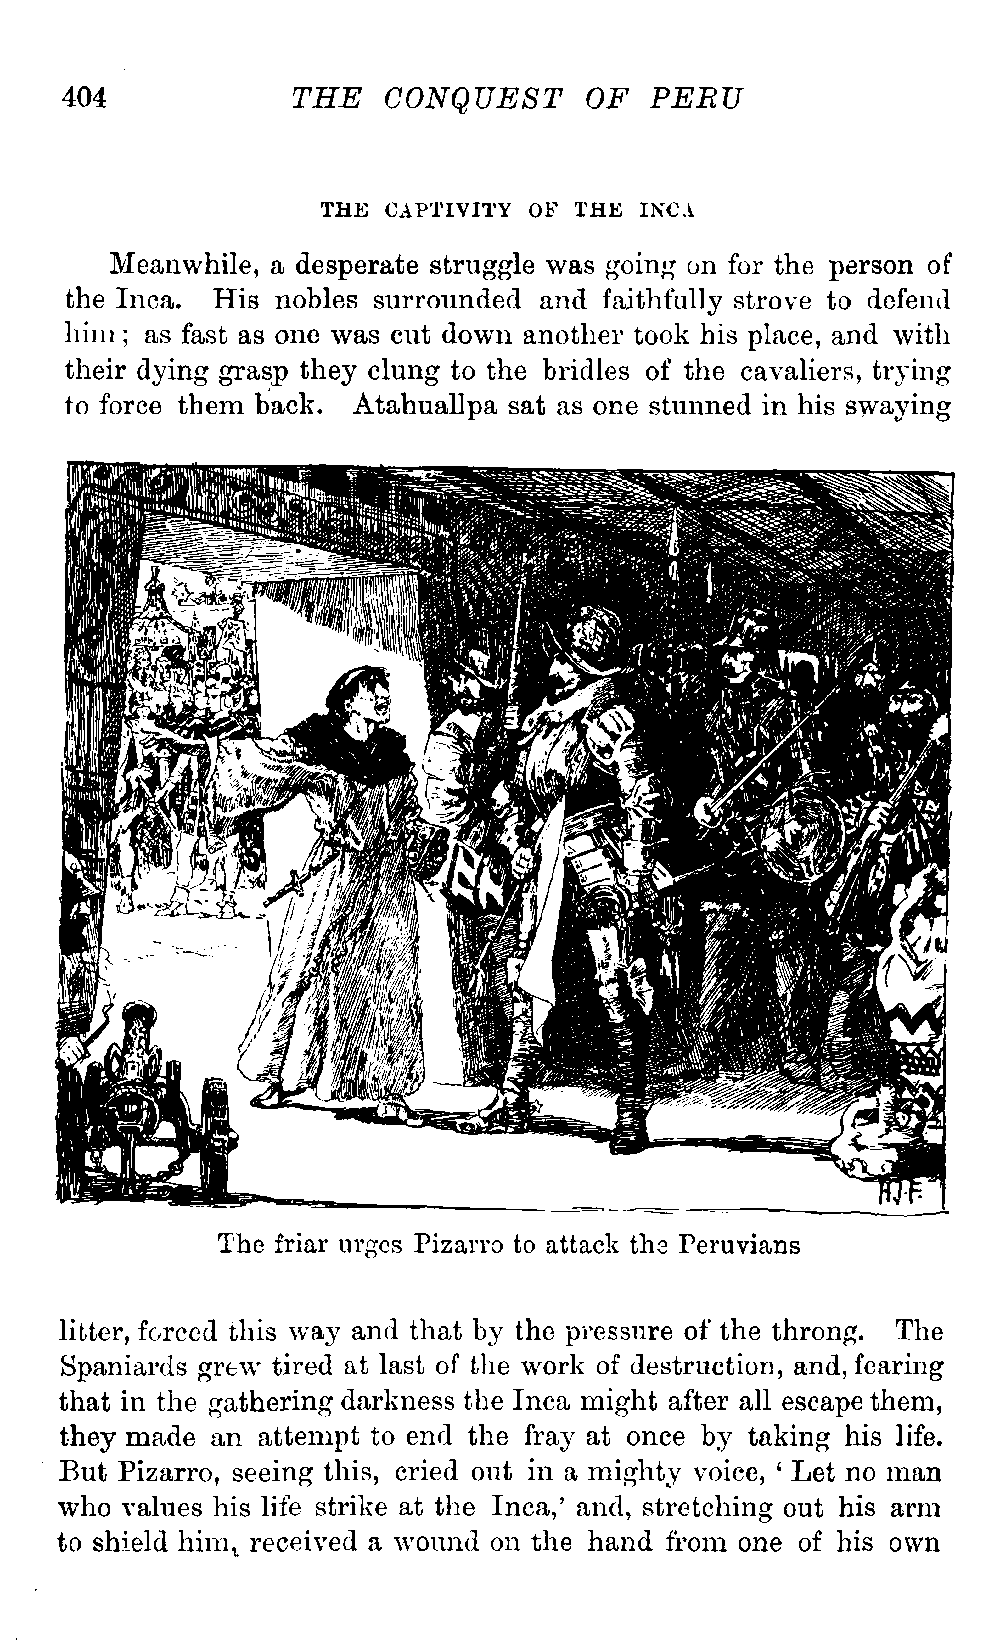 404 THE CONQUEST OF PERU
THE CAPTIVITY OF THE INCA
Meanwhile, a desperate struggle was going on for the person of
the Inca. His nobles surrounded and faithfully strove to defend
him; as fast as one was cut down another took his place, and with
their dying grasp they clung to the bridles of the cavaliers, trying
to force them back. Atahuallpa sat as one stunned in his swaying
H.J.F.
The friar urges Pizarro to attack the Peruvians
litter, forced this way and that by the pressure of the throng. The
Spaniards grew tired at last of the work of destruction, and, fearing
that in the gathering darkness the Inca might after all escape them,
they made an attempt to end the fray at once by taking his life.
But Pizarro, seeing this, cried out in a mighty voice, ‘Let no man
who values his life strike at the Inca,’ and, stretching out his arm
to shield him, received a wound on the hand from one of his own